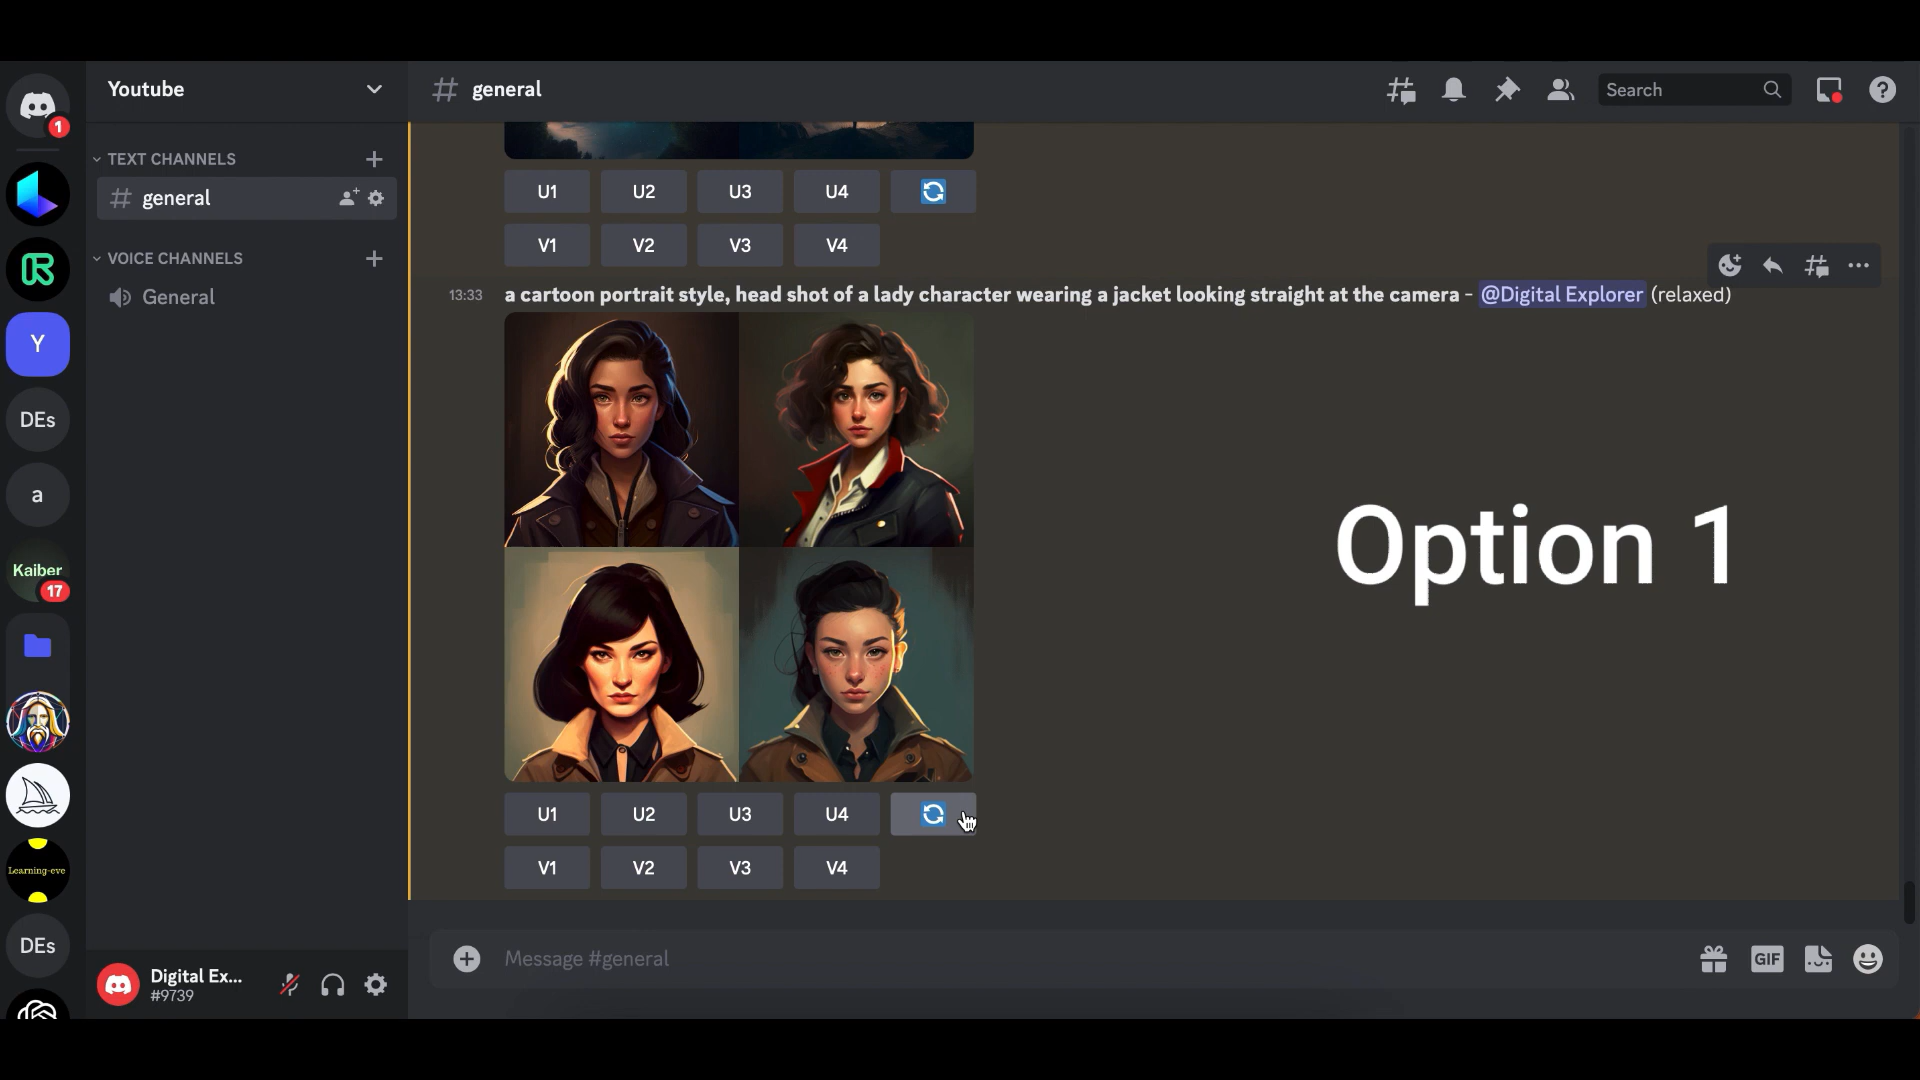 1
Youtube
general
Search
TEXT CHANNELS
general
VOICE CHANNELS
General
U1 U2 U3 U4
V1 V2 V3 V4
13:33 a cartoon portrait style, head shot of a lady character wearing a jacket looking straight at the camera - @Digital Explorer (relaxed)
Y
DEs
a
Kaiber
17
Option 1
U1 U2 U3 U4
V1 V2 V3 V4
Learning-eve
DEs
Digital Ex...
#9739
Message #general
GIF